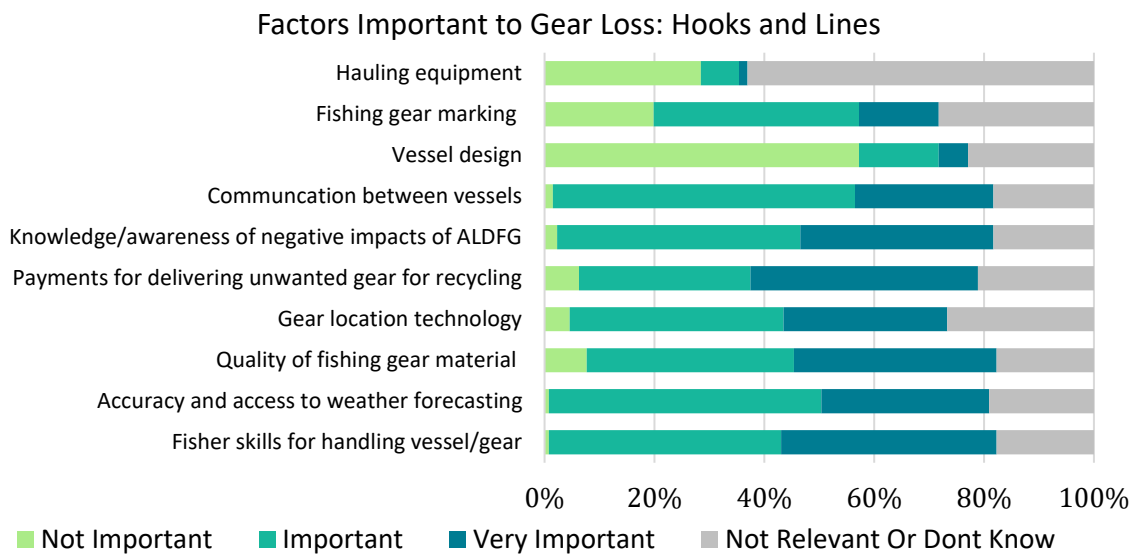 Factors Important to Gear Loss: Hooks and Lines
Hauling equipment
Fishing gear marking
Vessel design
Communcation between vessels
Knowledge/awareness of negative impacts of ALDFG
Payments for delivering unwanted gear for recycling
Gear location technology
Quality of fishing gear material
Accuracy and access to weather forecasting
Fisher skills for handling vessel/gear
0% 20% 40% 60% 80% 100%
Not Important Important Very Important Not Relevant Or Dont Know